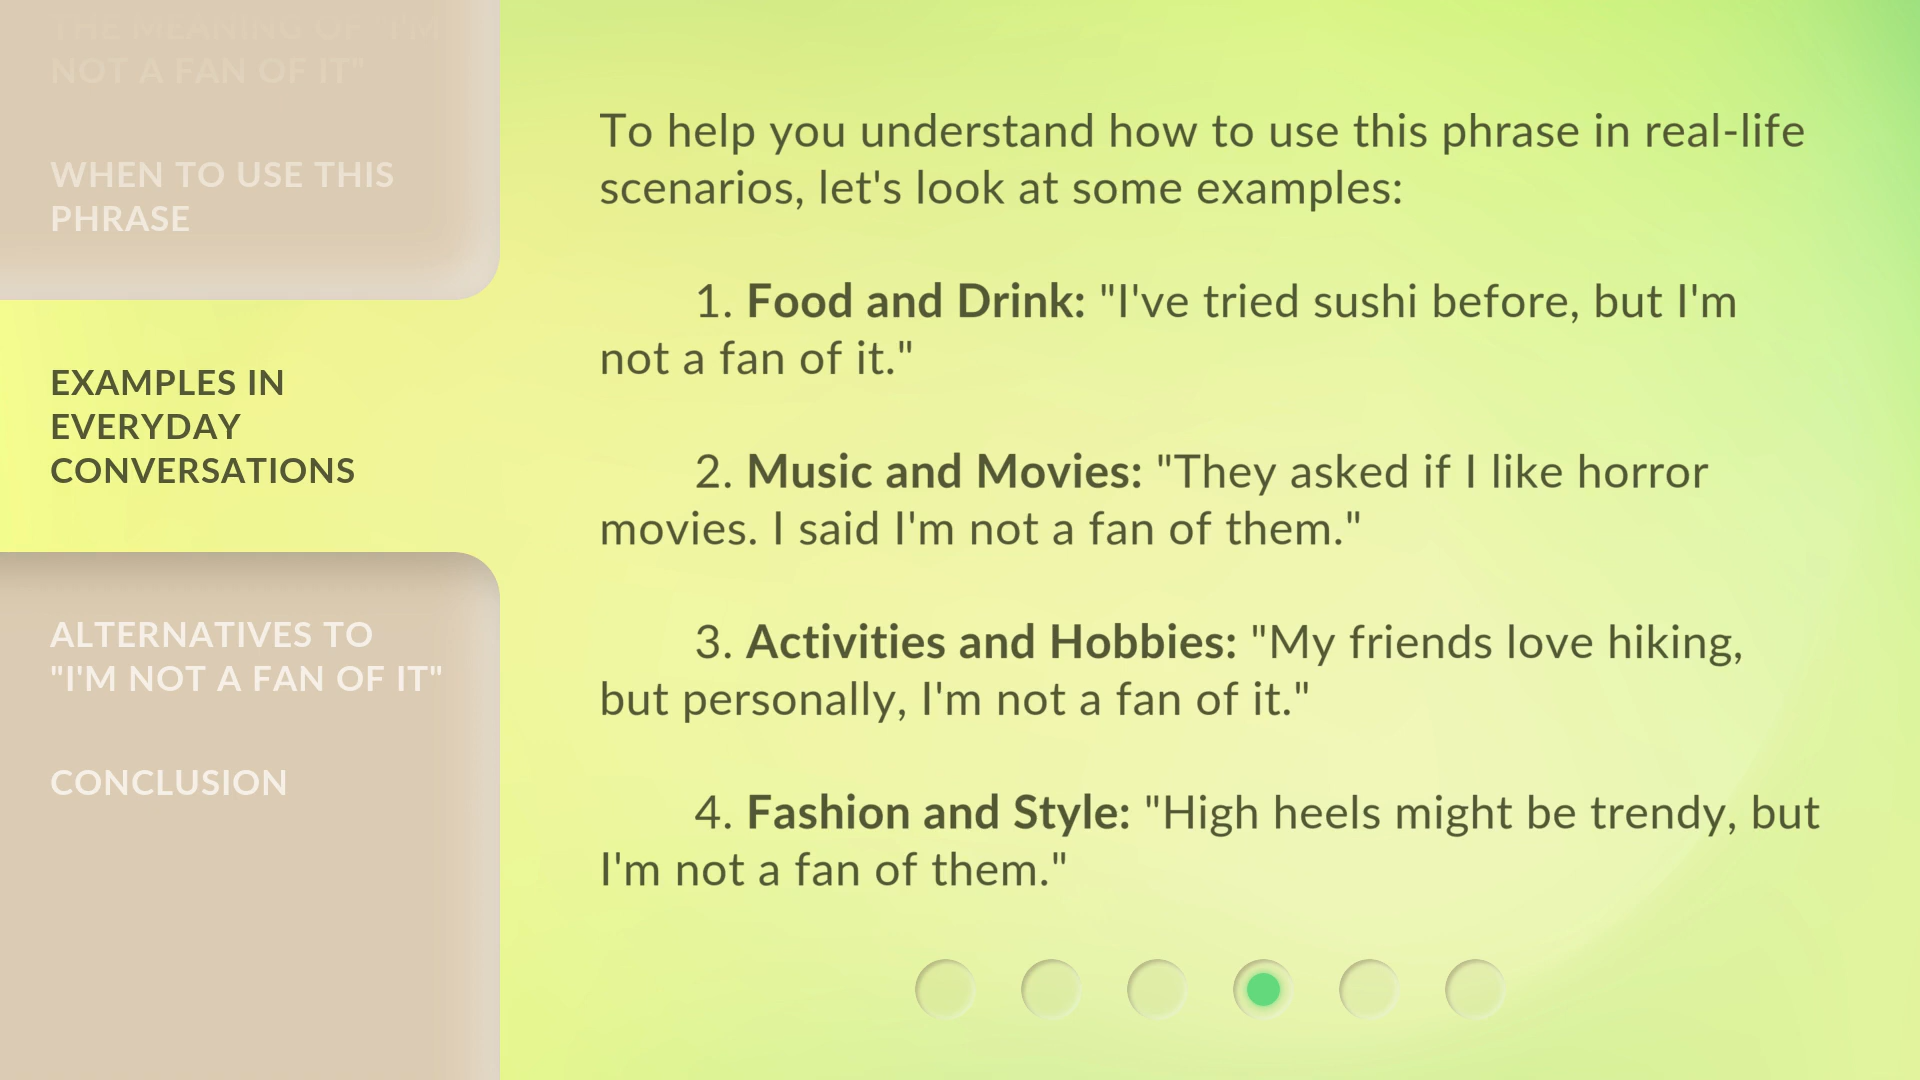 THE MEANING OF "I'M
NOT A FAN OF IT"
WHEN TO USE THIS
PHRASE
EXAMPLES IN
EVERYDAY
CONVERSATIONS
ALTERNATIVES TO
"I'M NOT A FAN OF IT"
CONCLUSION
To help you understand how to use this phrase in real-life
scenarios, let's look at some examples:
1. Food and Drink: "I've tried sushi before, but I'm
not a fan of it."
2. Music and Movies: "They asked if I like horror
movies. I said I'm not a fan of them."
3. Activities and Hobbies: "My friends love hiking,
but personally, I'm not a fan of it."
4. Fashion and Style: "High heels might be trendy, but
I'm not a fan of them."